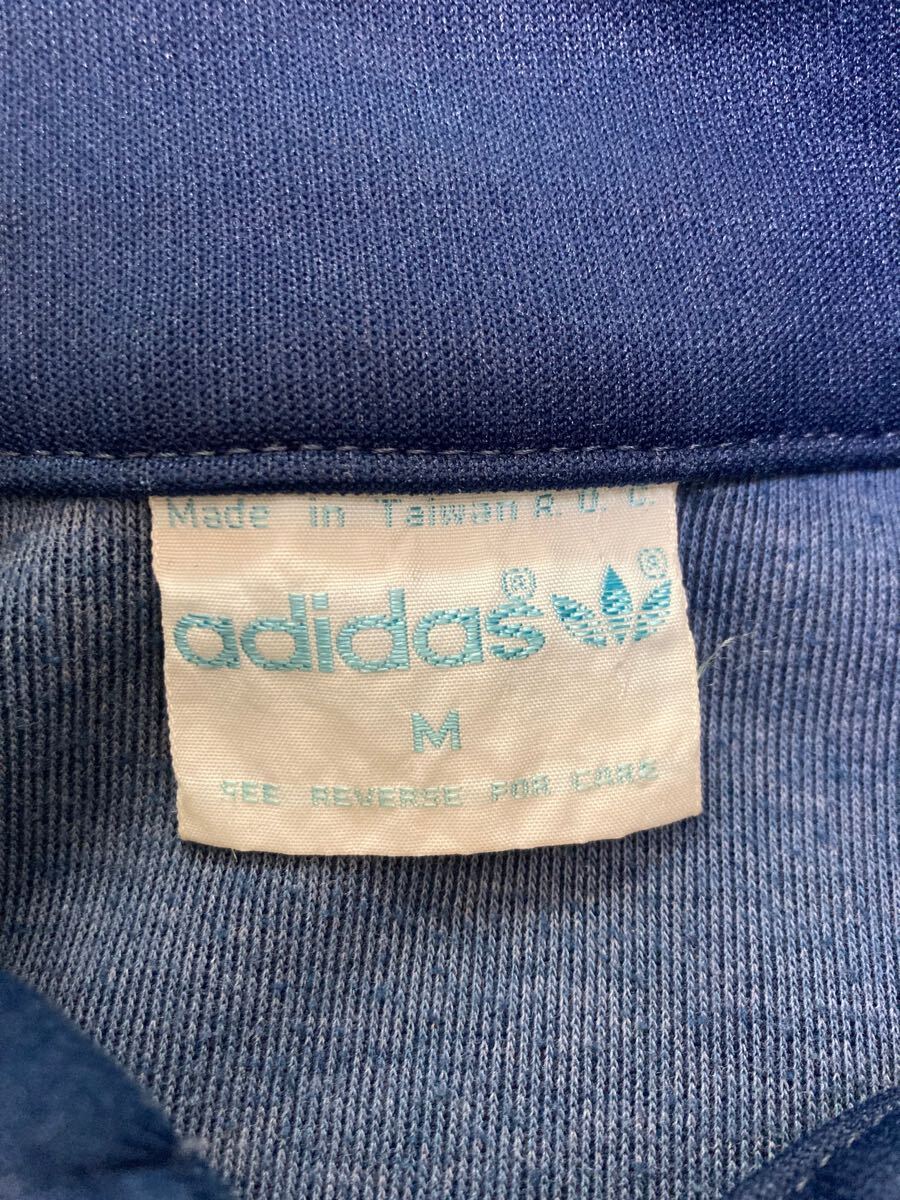 Made in Taiwan R. O. C.
adidas® ®
M
SEE REVERSE FOR CARE